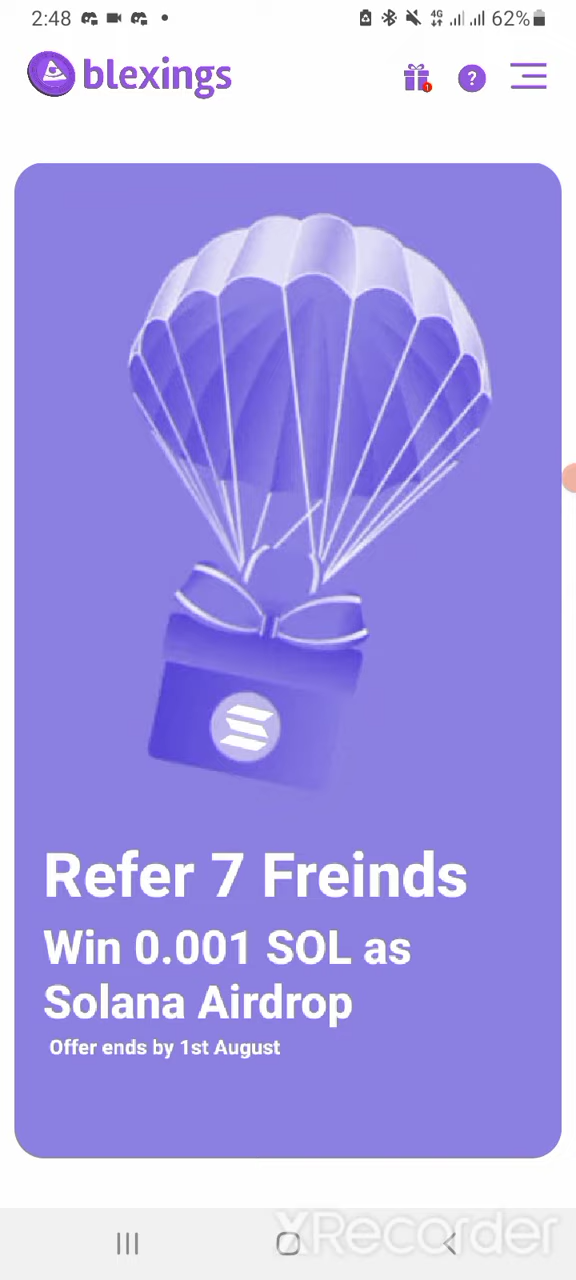 2:48
4G
62%
blexings
!
?
Refer 7 Freinds
Win 0.001 SOL as
Solana Airdrop
Offer ends by 1st August
XRecorder